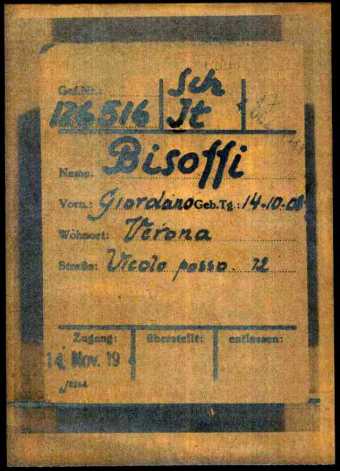 Gef.Nr.: Sch
126516 It
Name: Bisoffi
Vorn.: Giordano Geb.Tg.: 14.10.08
Wohnort: Verona
Straße: Vicolo posso 12
Zugang: überstellt: entlassen:
14. Nov. 19